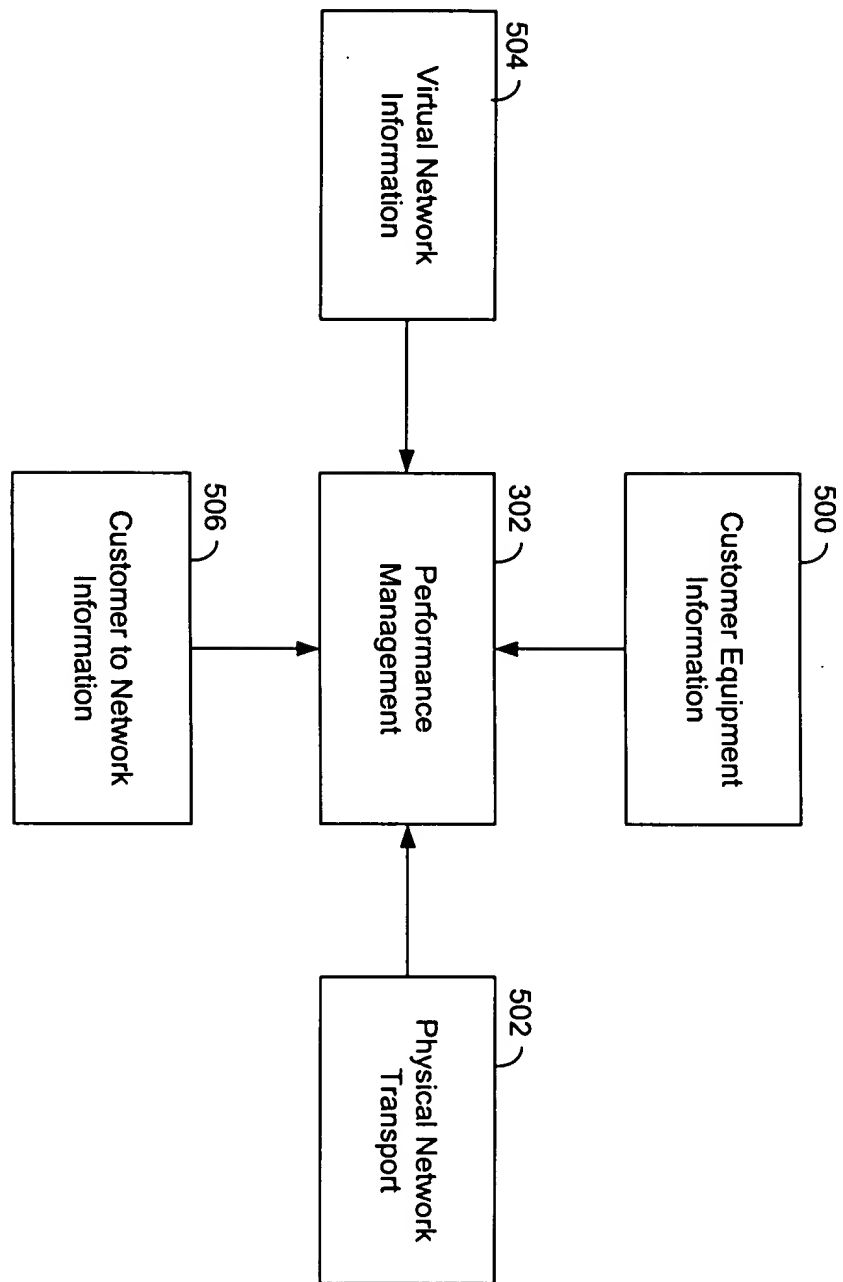 500
Customer Equipment
Information
504
Virtual Network
Information
302
Performance
Management
502
Physical Network
Transport
506
Customer to Network
Information